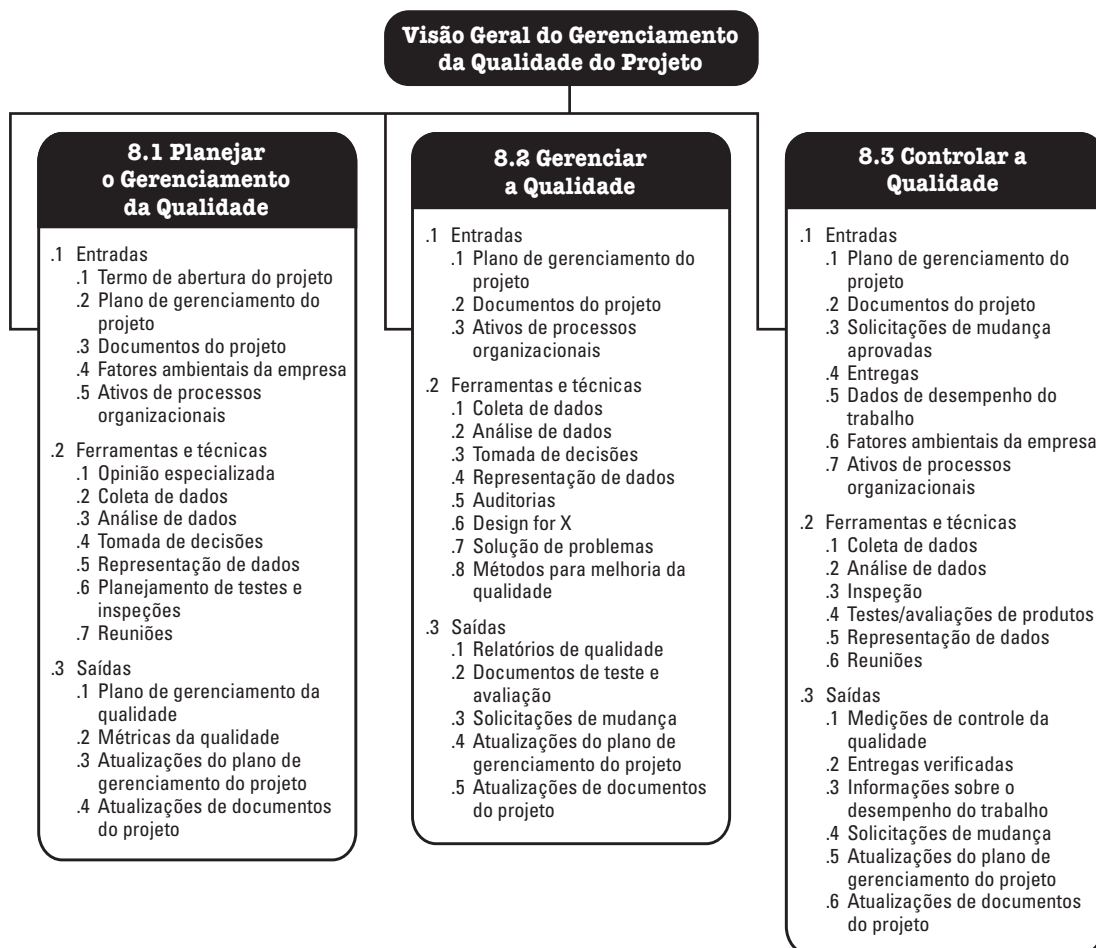 Visão Geral do Gerenciamento
da Qualidade do Projeto
8.1 Planejar
o Gerenciamento
da Qualidade
.1 Entradas
.1 Termo de abertura do projeto
.2 Plano de gerenciamento do
projeto
.3 Documentos do projeto
.4 Fatores ambientais da empresa
.5 Ativos de processos
organizacionais
.2 Ferramentas e técnicas
.1 Opinião especializada
.2 Coleta de dados
.3 Análise de dados
.4 Tomada de decisões
.5 Representação de dados
.6 Planejamento de testes e
inspeções
.7 Reuniões
.3 Saídas
.1 Plano de gerenciamento da
qualidade
.2 Métricas da qualidade
.3 Atualizações do plano de
gerenciamento do projeto
.4 Atualizações de documentos
do projeto
8.2 Gerenciar
a Qualidade
.1 Entradas
.1 Plano de gerenciamento do
projeto
.2 Documentos do projeto
.3 Ativos de processos
organizacionais
.2 Ferramentas e técnicas
.1 Coleta de dados
.2 Análise de dados
.3 Tomada de decisões
.4 Representação de dados
.5 Auditorias
.6 Design for X
.7 Solução de problemas
.8 Métodos para melhoria da
qualidade
.3 Saídas
.1 Relatórios de qualidade
.2 Documentos de teste e
avaliação
.3 Solicitações de mudança
.4 Atualizações do plano de
gerenciamento do projeto
.5 Atualizações de documentos
do projeto
8.3 Controlar a
Qualidade
.1 Entradas
.1 Plano de gerenciamento do
projeto
.2 Documentos do projeto
.3 Solicitações de mudança
aprovadas
.4 Entregas
.5 Dados de desempenho do
trabalho
.6 Fatores ambientais da empresa
.7 Ativos de processos
organizacionais
.2 Ferramentas e técnicas
.1 Coleta de dados
.2 Análise de dados
.3 Inspeção
.4 Testes/avaliações de produtos
.5 Representação de dados
.6 Reuniões
.3 Saídas
.1 Medições de controle da
qualidade
.2 Entregas verificadas
.3 Informações sobre o
desempenho do trabalho
.4 Solicitações de mudança
.5 Atualizações do plano de
gerenciamento do projeto
.6 Atualizações de documentos
do projeto